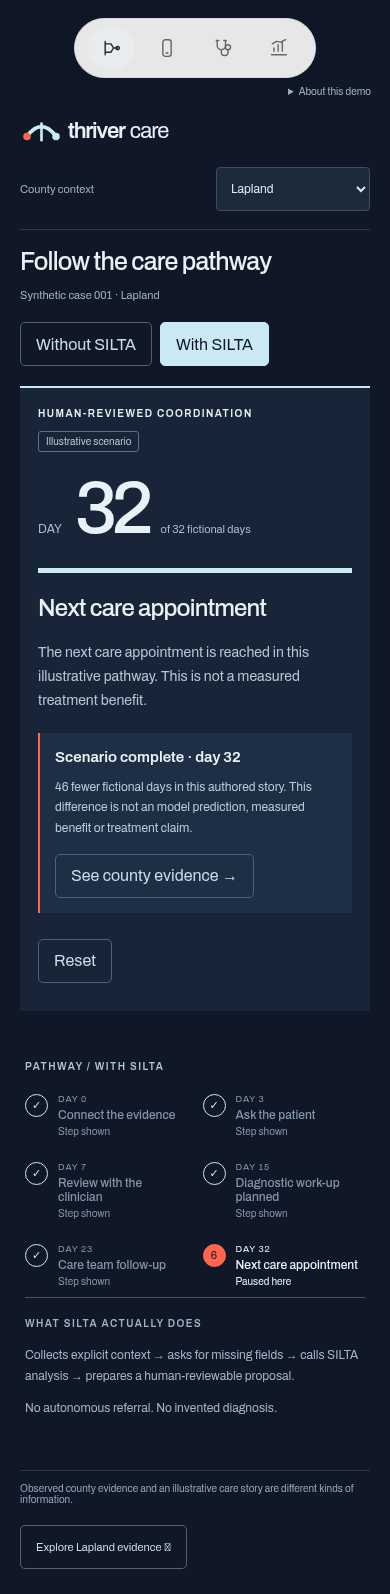 About this demo
thriver care
County context
Lapland
Follow the care pathway
Synthetic case 001 · Lapland
Without SILTA
With SILTA
HUMAN-REVIEWED COORDINATION
Illustrative scenario
DAY 32 of 32 fictional days
Next care appointment
The next care appointment is reached in this
illustrative pathway. This is not a measured
treatment benefit.
Scenario complete · day 32
46 fewer fictional days in this authored story. This
difference is not an model prediction, measured
benefit or treatment claim.
See county evidence →
Reset
PATHWAY / WITH SILTA
DAY 0
Connect the evidence
Step shown
DAY 3
Ask the patient
Step shown
DAY 7
Review with the
clinician
Step shown
DAY 15
Diagnostic work-up
planned
Step shown
DAY 23
Care team follow-up
Step shown
6
DAY 32
Next care appointment
Paused here
WHAT SILTA ACTUALLY DOES
Collects explicit context → asks for missing fields → calls SILTA
analysis → prepares a human-reviewable proposal.
No autonomous referral. No invented diagnosis.
Observed county evidence and an illustrative care story are different kinds of
information.
Explore Lapland evidence